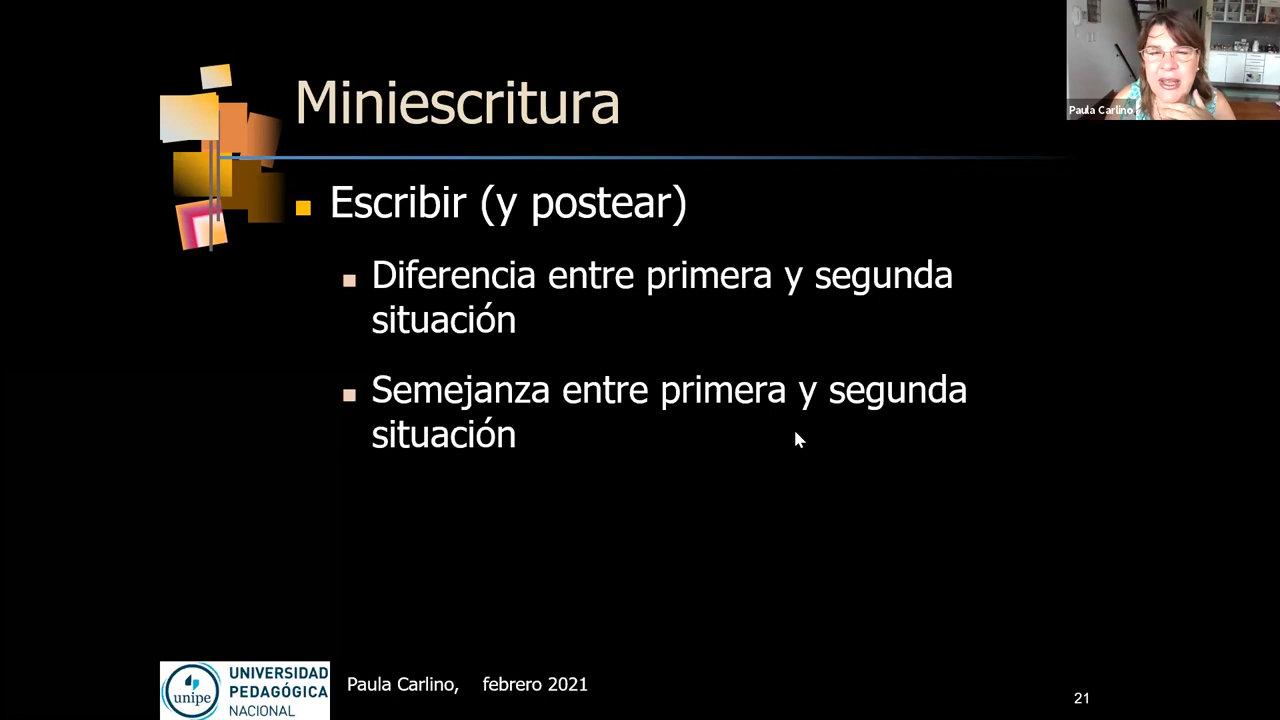 Paula Carlino
Miniescritura
Escribir (y postear)
Diferencia entre primera y segunda
situación
Semejanza entre primera y segunda
situación
unipe
UNIVERSIDAD
PEDAGÓGICA
NACIONAL
Paula Carlino, febrero 2021
21